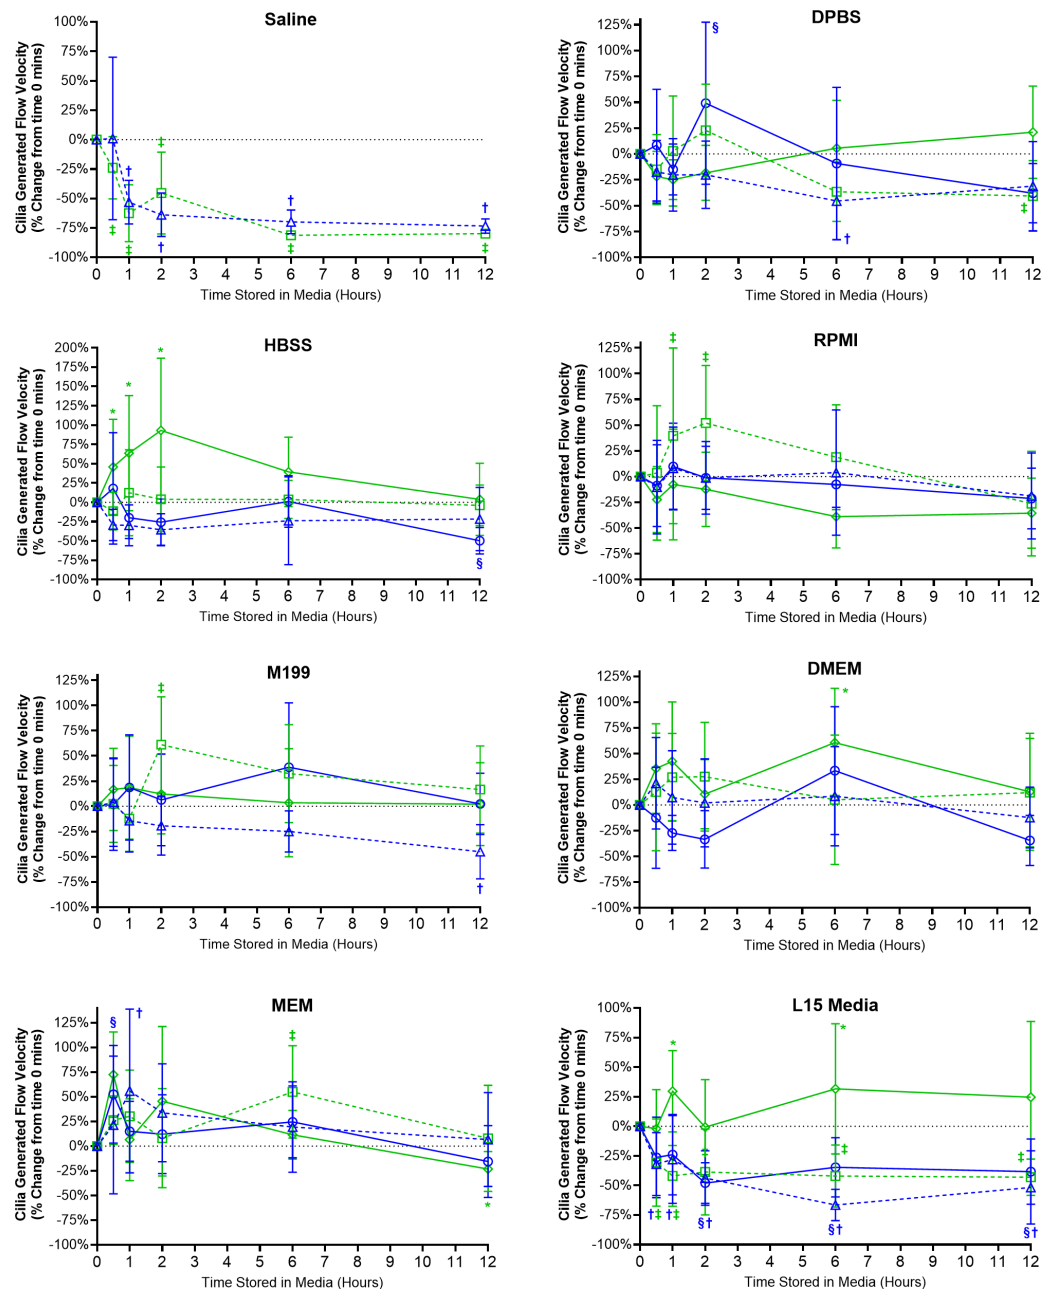 Saline
Cilia Generated Flow Velocity
(% Change from time 0 mins)
100%
75%
50%
25%
0%
-25%
-50%
-75%
-100%
‡ † ‡ ‡ † † ‡ † ‡
0 1 2 3 4 5 6 7 8 9 10 11 12
Time Stored in Media (Hours)
DPBS
Cilia Generated Flow Velocity
(% Change from time 0 mins)
125%
100%
75%
50%
25%
0%
-25%
-50%
-75%
-100%
§ † ‡
0 1 2 3 4 5 6 7 8 9 10 11 12
Time Stored in Media (Hours)
HBSS
Cilia Generated Flow Velocity
(% Change from time 0 mins)
200%
175%
150%
125%
100%
75%
50%
25%
0%
-25%
-50%
-75%
-100%
* * * §
0 1 2 3 4 5 6 7 8 9 10 11 12
Time Stored in Media (Hours)
RPMI
Cilia Generated Flow Velocity
(% Change from time 0 mins)
125%
100%
75%
50%
25%
0%
-25%
-50%
-75%
-100%
‡ ‡
0 1 2 3 4 5 6 7 8 9 10 11 12
Time Stored in Media (Hours)
M199
Cilia Generated Flow Velocity
(% Change from time 0 mins)
125%
100%
75%
50%
25%
0%
-25%
-50%
-75%
-100%
‡ †
0 1 2 3 4 5 6 7 8 9 10 11 12
Time Stored in Media (Hours)
DMEM
Cilia Generated Flow Velocity
(% Change from time 0 mins)
125%
100%
75%
50%
25%
0%
-25%
-50%
-75%
-100%
*
0 1 2 3 4 5 6 7 8 9 10 11 12
Time Stored in Media (Hours)
MEM
Cilia Generated Flow Velocity
(% Change from time 0 mins)
125%
100%
75%
50%
25%
0%
-25%
-50%
-75%
-100%
§ † ‡ *
0 1 2 3 4 5 6 7 8 9 10 11 12
Time Stored in Media (Hours)
L15 Media
Cilia Generated Flow Velocity
(% Change from time 0 mins)
100%
75%
50%
25%
0%
-25%
-50%
-75%
-100%
* * ‡ ‡
†‡ †‡ §† §† §†
0 1 2 3 4 5 6 7 8 9 10 11 12
Time Stored in Media (Hours)